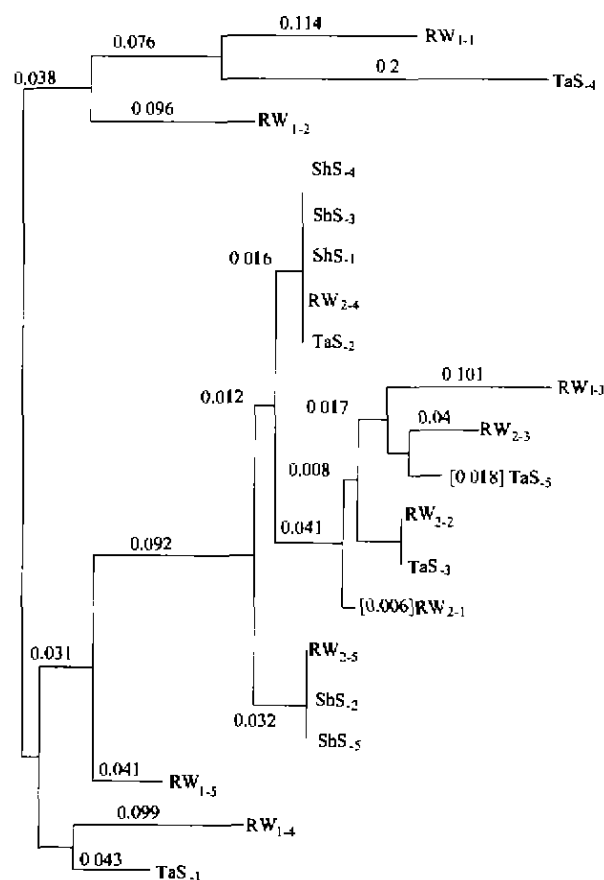 0.114 RW1-1
0.076
0 2 TaS-4
0.038
0 096 RW1-2
ShS-4
ShS-3
0 016 ShS-1
RW2-4
TaS-2
0 101 RW1-3
0.012 0.017
0.04 RW2-3
0.008 [0 018] TaS-5
RW2-2
0.092 0.041 TaS-3
[0.006]RW2-1
0.031 RW2-5
ShS-2
0.032
ShS-5
0.041 RW1-5
0.099 RW1-4
0 043 TaS-1